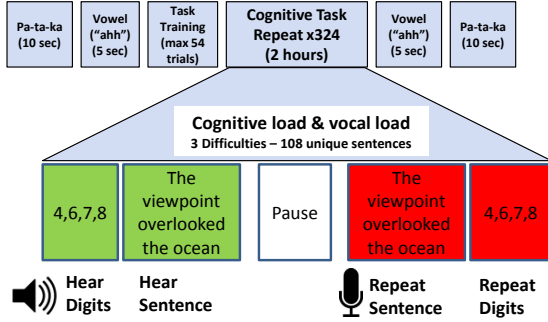 Pa-ta-ka
(10 sec)
Vowel
("ahh")
(5 sec)
Task
Training
(max 54
trials)
Cognitive Task
Repeat x324
(2 hours)
Vowel
("ahh")
(5 sec)
Pa-ta-ka
(10 sec)
Cognitive load & vocal load
3 Difficulties – 108 unique sentences
4,6,7,8
The
viewpoint
overlooked
the ocean
Pause
The
viewpoint
overlooked
the ocean
4,6,7,8
Hear
Digits
Hear
Sentence
Repeat
Sentence
Repeat
Digits